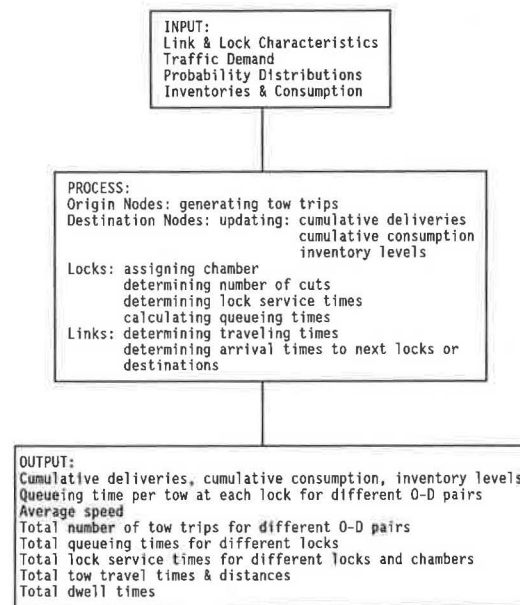 INPUT:
Link & Lock Characteristics
Traffic Demand
Probability Distributions
Inventories & Consumption
PROCESS:
Origin Nodes: generating tow trips
Destination Nodes: updating: cumulative deliveries
cumulative consumption
inventory levels
Locks: assigning chamber
determining number of cuts
determining lock service times
calculating queueing times
Links: determining traveling times
determining arrival times to next locks or
destinations
OUTPUT:
Cumulative deliveries, cumulative consumption, inventory levels
Queueing time per tow at each lock for different O-D pairs
Average speed
Total number of tow trips for different O-D pairs
Total queueing times for different locks
Total lock service times for different locks and chambers
Total tow travel times & distances
Total dwell times